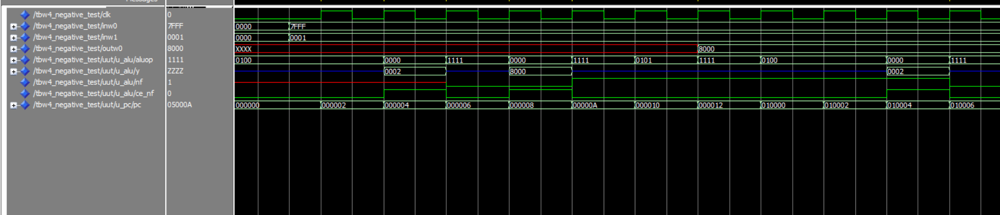 Messages
/tbw4_negative_test/clk 0
/tbw4_negative_test/inw0 7FFF 0000 7FFF
/tbw4_negative_test/inw1 0001 0000 0001
/tbw4_negative_test/outw0 8000 XXXX 8000
/tbw4_negative_test/uut/u_alu/aluop 1111 0100 0000 1111 0000 1111 0101 1111 0100 0000 1111
/tbw4_negative_test/uut/u_alu/y ZZZZ 0002 8000 0002
/tbw4_negative_test/uut/u_alu/nf 1
/tbw4_negative_test/uut/u_alu/ce_nf 0
/tbw4_negative_test/uut/u_pc/pc 05000A 000000 000002 000004 000006 000008 00000A 000010 000012 010000 010002 010004 010006